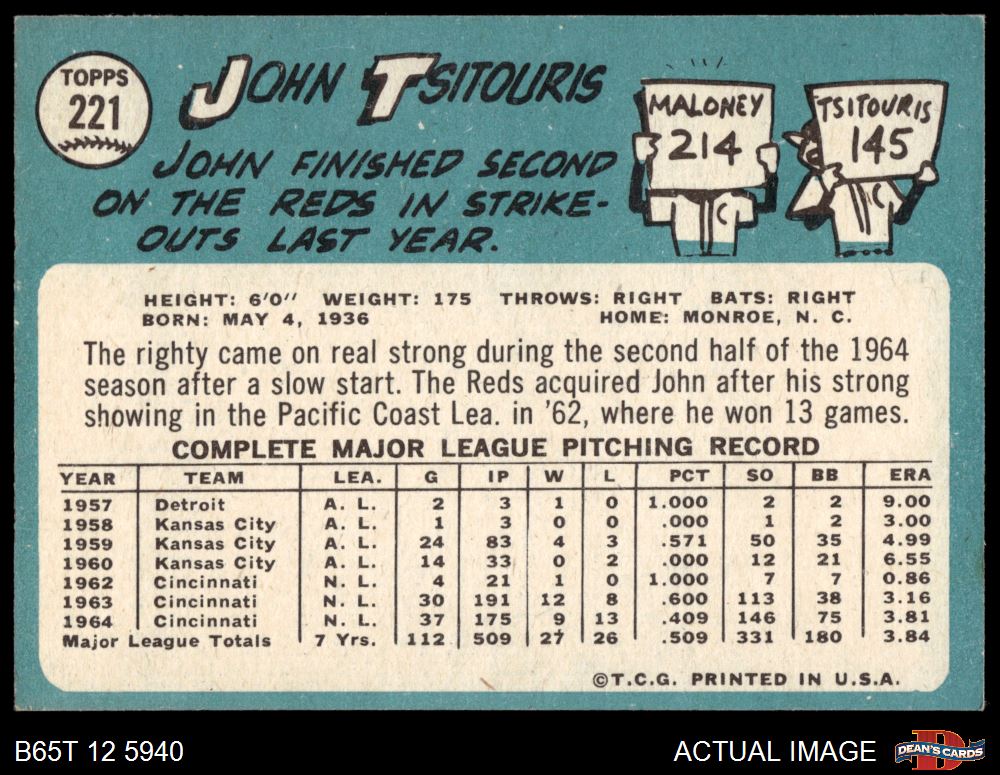 TOPPS
221
JOHN TSITOURIS
JOHN FINISHED SECOND
ON THE REDS IN STRIKE-
OUTS LAST YEAR.
MALONEY
214
TSITOURIS
145
C
C
HEIGHT: 6'0" WEIGHT: 175 THROWS: RIGHT BATS: RIGHT
BORN: MAY 4, 1936 HOME: MONROE, N. C.
The righty came on real strong during the second half of the 1964
season after a slow start. The Reds acquired John after his strong
showing in the Pacific Coast Lea. in '62, where he won 13 games.
COMPLETE MAJOR LEAGUE PITCHING RECORD
YEAR TEAM LEA. G IP W L PCT SO BB ERA
1957 Detroit A. L. 2 3 1 0 1.000 2 2 9.00
1958 Kansas City A. L. 1 3 0 0 .000 1 2 3.00
1959 Kansas City A. L. 24 83 4 3 .571 50 35 4.99
1960 Kansas City A. L. 14 33 0 2 .000 12 21 6.55
1962 Cincinnati N. L. 4 21 1 0 1.000 7 7 0.86
1963 Cincinnati N. L. 30 191 12 8 .600 113 38 3.16
1964 Cincinnati N. L. 37 175 9 13 .409 146 75 3.81
Major League Totals 7 Yrs. 112 509 27 26 .509 331 180 3.84
©T.C.G. PRINTED IN U.S.A.
B65T 12 5940 ACTUAL IMAGE DEAN'S CARDS